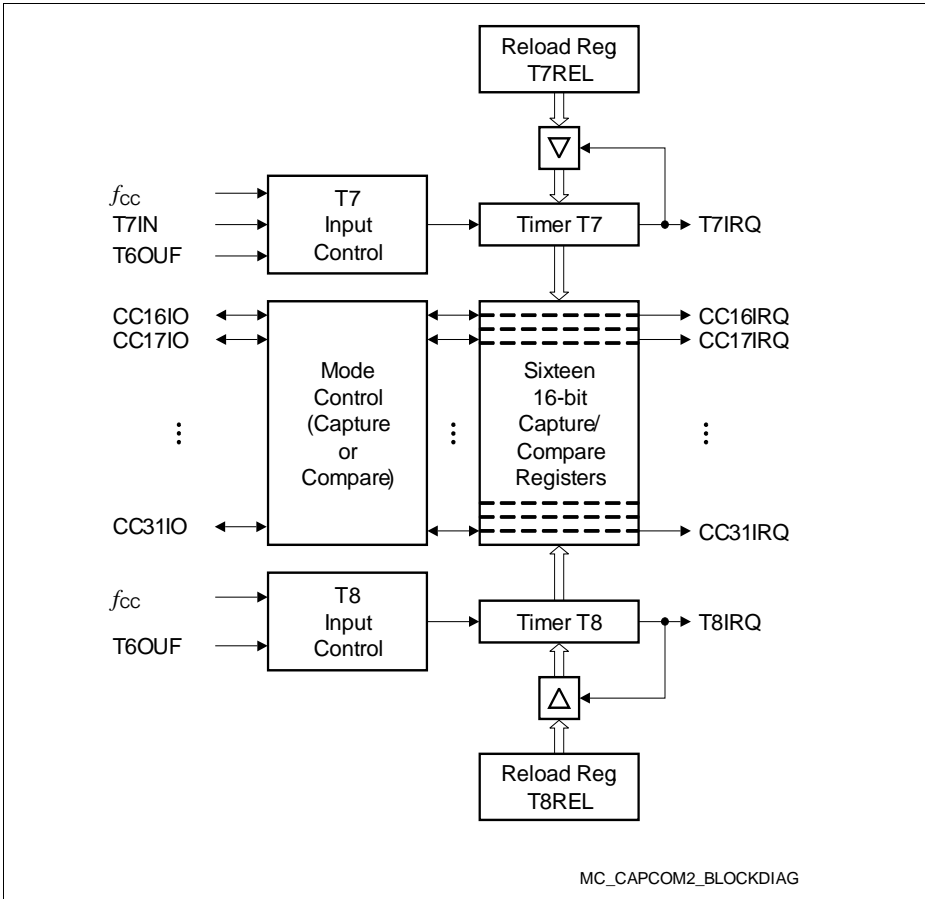 Reload Reg
T7REL
fCC
T7IN
T6OUF
T7
Input
Control
Timer T7
T7IRQ
CC16IO
CC17IO
CC31IO
Mode
Control
(Capture
or
Compare)
Sixteen
16-bit
Capture/
Compare
Registers
CC16IRQ
CC17IRQ
CC31IRQ
fCC
T6OUF
T8
Input
Control
Timer T8
T8IRQ
Reload Reg
T8REL
MC_CAPCOM2_BLOCKDIAG